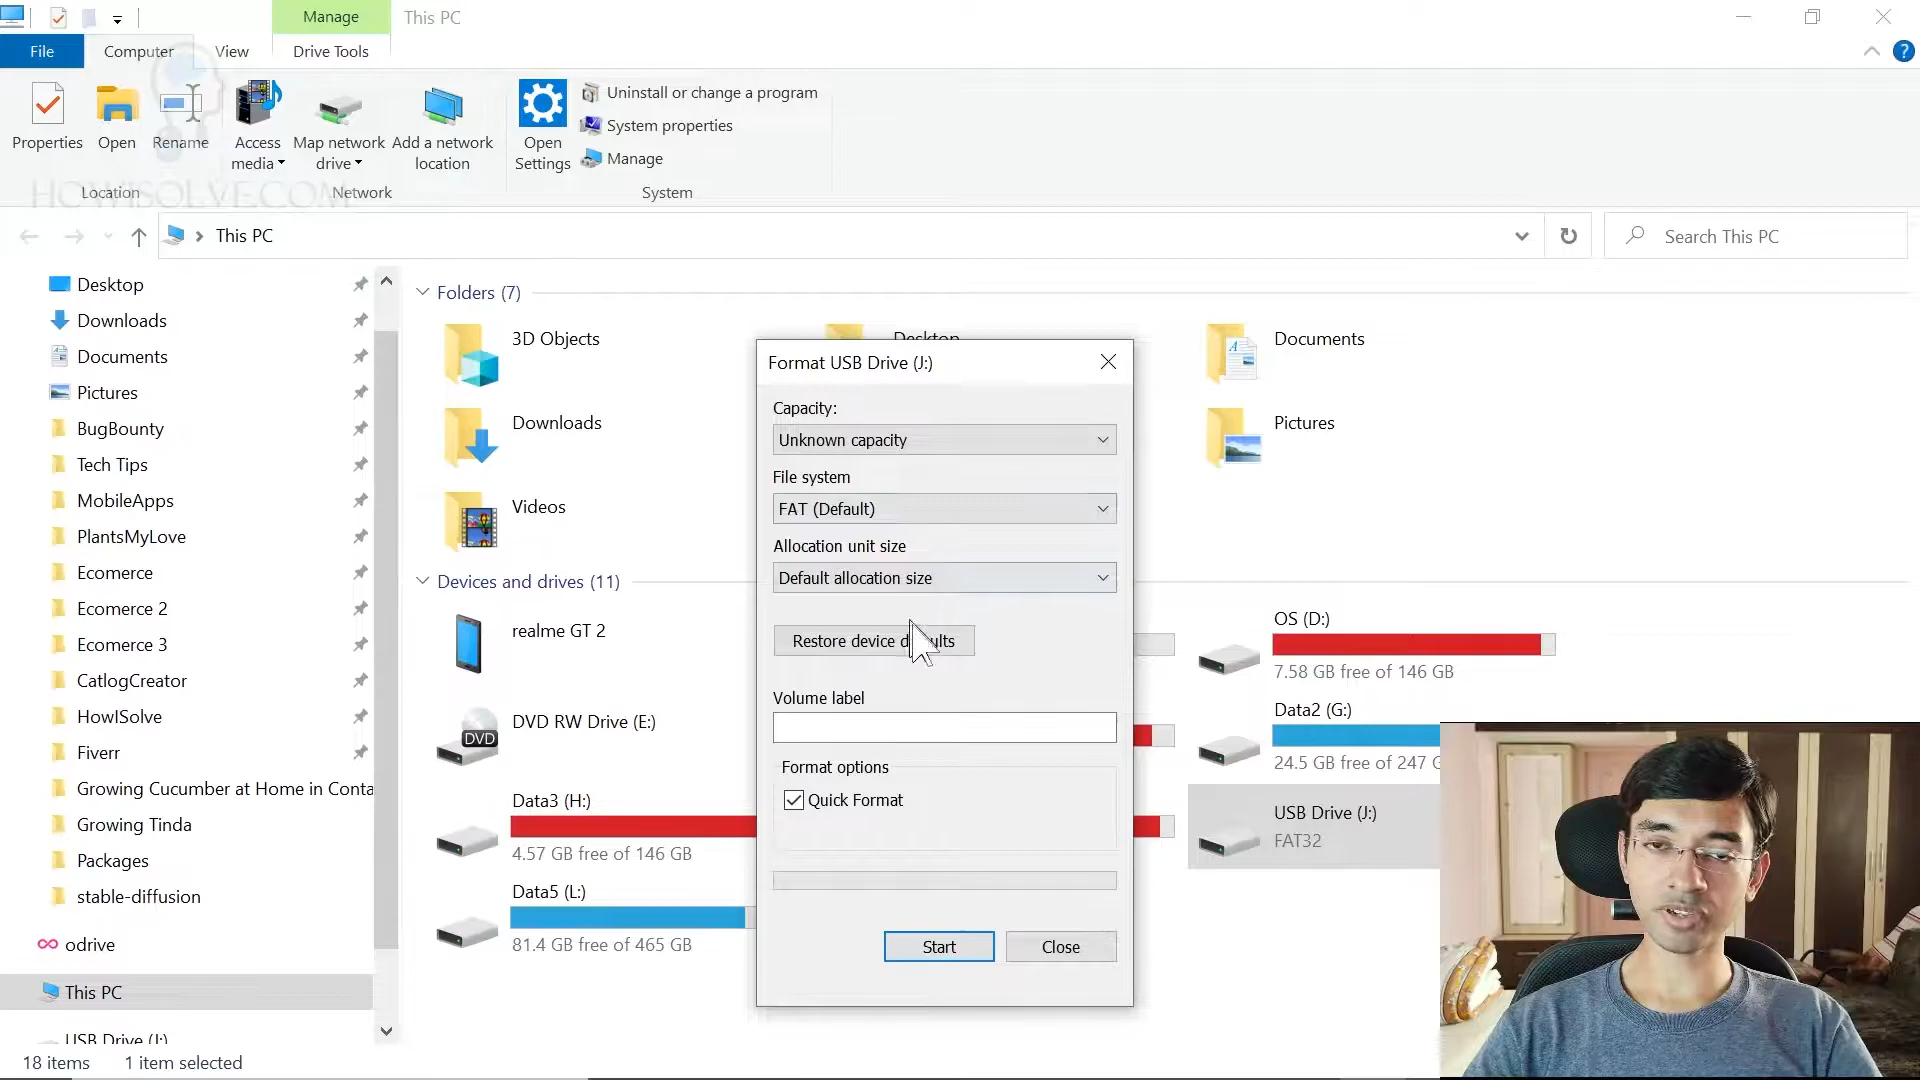 Manage
This PC
File
Computer
View
Drive Tools
Properties
Open
Rename
Access media
Map network drive
Add a network location
Open Settings
Uninstall or change a program
System properties
Manage
Location
Network
System
HOWISOLVE.COM
This PC
Search This PC
Desktop
Downloads
Documents
Pictures
BugBounty
Tech Tips
MobileApps
PlantsMyLove
Ecomerce
Ecomerce 2
Ecomerce 3
CatlogCreator
HowISolve
Fiverr
Growing Cucumber at Home in Conta
Growing Tinda
Packages
stable-diffusion
odrive
This PC
USB Drive (J:)
Folders (7)
3D Objects
Desktop
Documents
Downloads
Pictures
Videos
Devices and drives (11)
realme GT 2
OS (D:)
7.58 GB free of 146 GB
DVD
DVD RW Drive (E:)
Data2 (G:)
24.5 GB free of 247 G
Data3 (H:)
4.57 GB free of 146 GB
USB Drive (J:)
FAT32
Data5 (L:)
81.4 GB free of 465 GB
Format USB Drive (J:)
Capacity:
Unknown capacity
File system
FAT (Default)
Allocation unit size
Default allocation size
Restore device defaults
Volume label
Format options
Quick Format
Start
Close
18 items
1 item selected